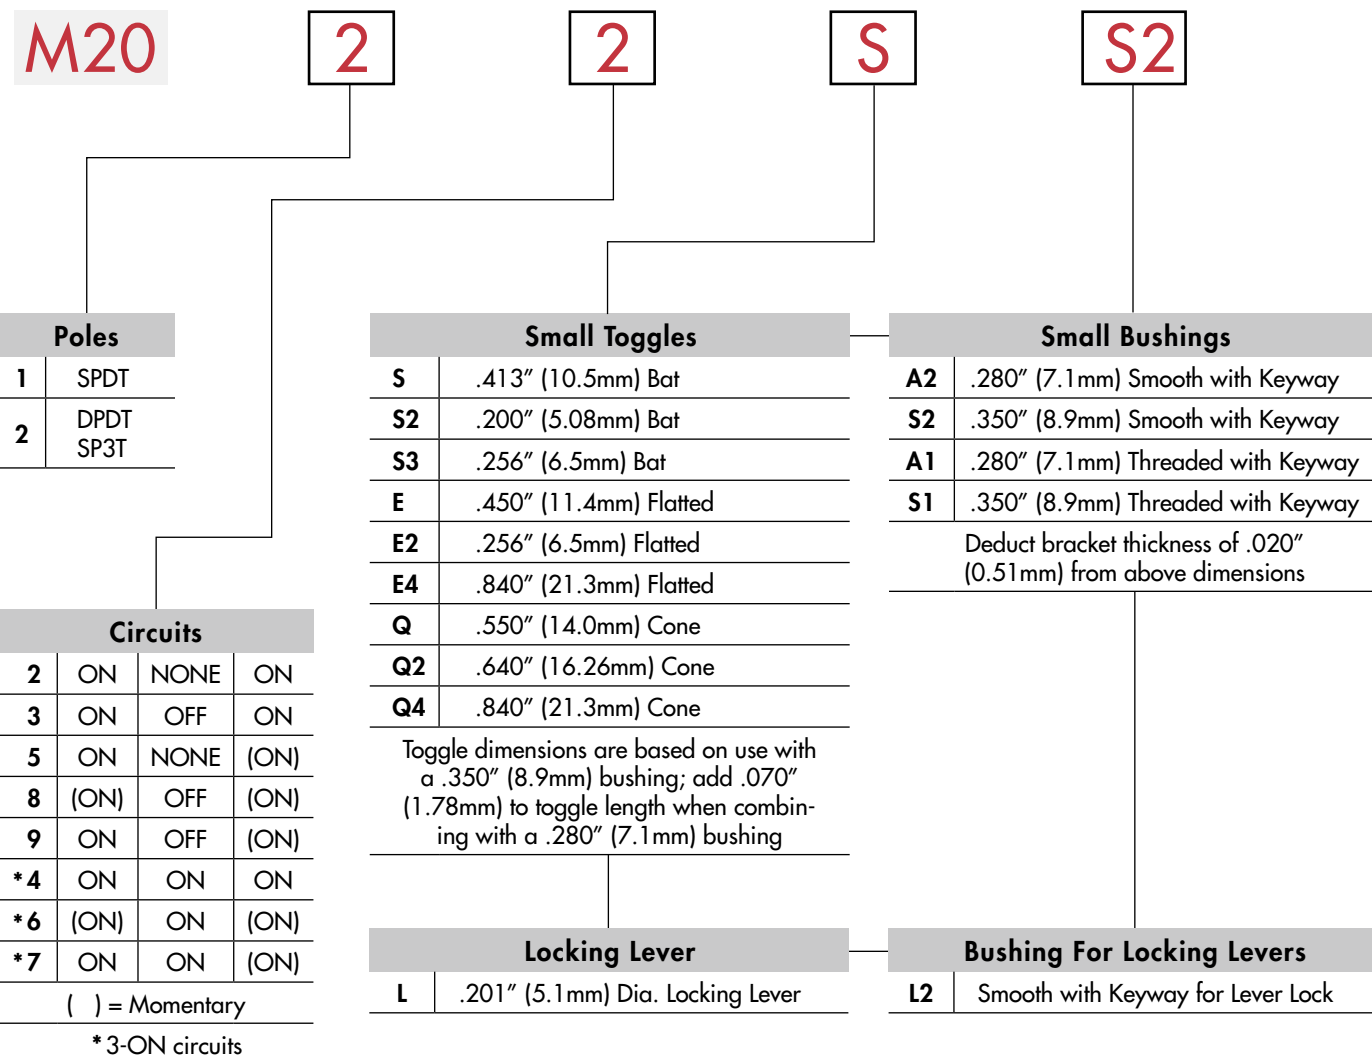 M20 2 2 S S2
Poles
1 SPDT
2 DPDT
SP3T
Circuits
2 ON NONE ON
3 ON OFF ON
5 ON NONE (ON)
8 (ON) OFF (ON)
9 ON OFF (ON)
*4 ON ON ON
*6 (ON) ON (ON)
*7 ON ON (ON)
( ) = Momentary
* 3-ON circuits
Small Toggles
S .413″ (10.5mm) Bat
S2 .200″ (5.08mm) Bat
S3 .256″ (6.5mm) Bat
E .450″ (11.4mm) Flatted
E2 .256″ (6.5mm) Flatted
E4 .840″ (21.3mm) Flatted
Q .550″ (14.0mm) Cone
Q2 .640″ (16.26mm) Cone
Q4 .840″ (21.3mm) Cone
Toggle dimensions are based on use with
a .350″ (8.9mm) bushing; add .070″
(1.78mm) to toggle length when combin-
ing with a .280″ (7.1mm) bushing
Small Bushings
A2 .280″ (7.1mm) Smooth with Keyway
S2 .350″ (8.9mm) Smooth with Keyway
A1 .280″ (7.1mm) Threaded with Keyway
S1 .350″ (8.9mm) Threaded with Keyway
Deduct bracket thickness of .020″
(0.51mm) from above dimensions
Locking Lever
L .201″ (5.1mm) Dia. Locking Lever
Bushing For Locking Levers
L2 Smooth with Keyway for Lever Lock